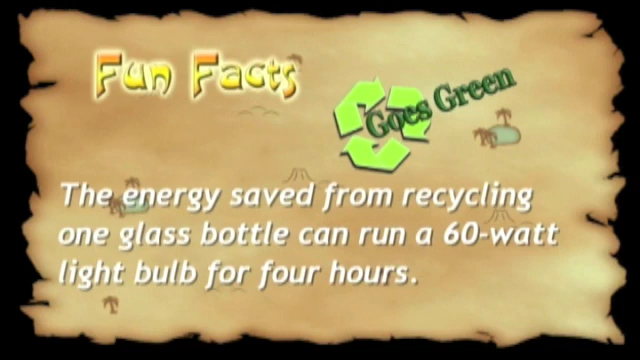 Fun Facts
Goes Green
The energy saved from recycling
one glass bottle can run a 60-watt
light bulb for four hours.